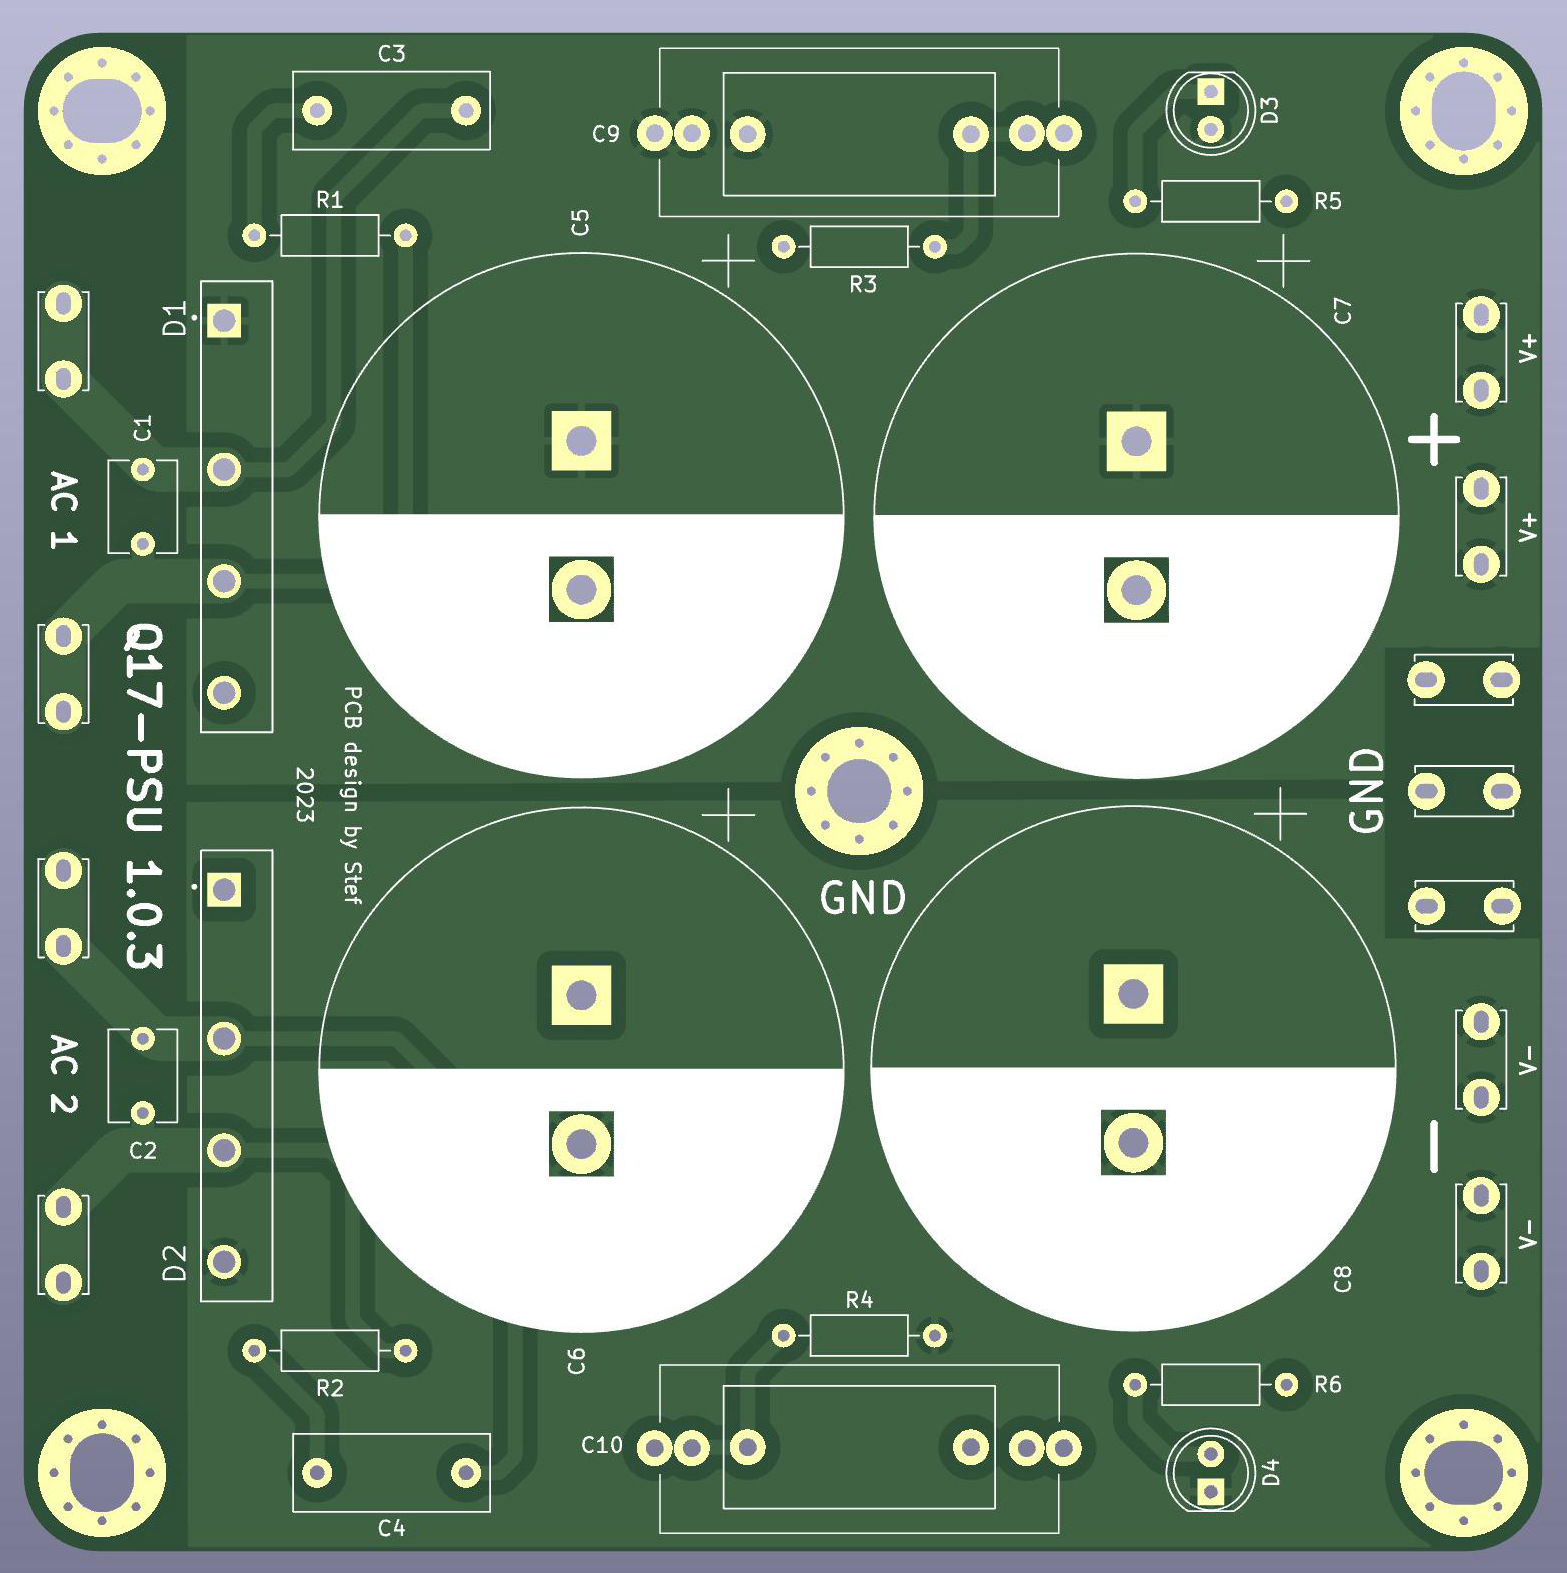 C3
C9
D3
R1
R5
C5
R3
D1
C7
V+
C1
+
AC 1
V+
Q17-PSU 1.0.3
PCB design by Stef
2023
GND
GND
AC 2
V-
C2
-
V-
D2
C8
R4
C6
R2
R6
C10
D4
C4